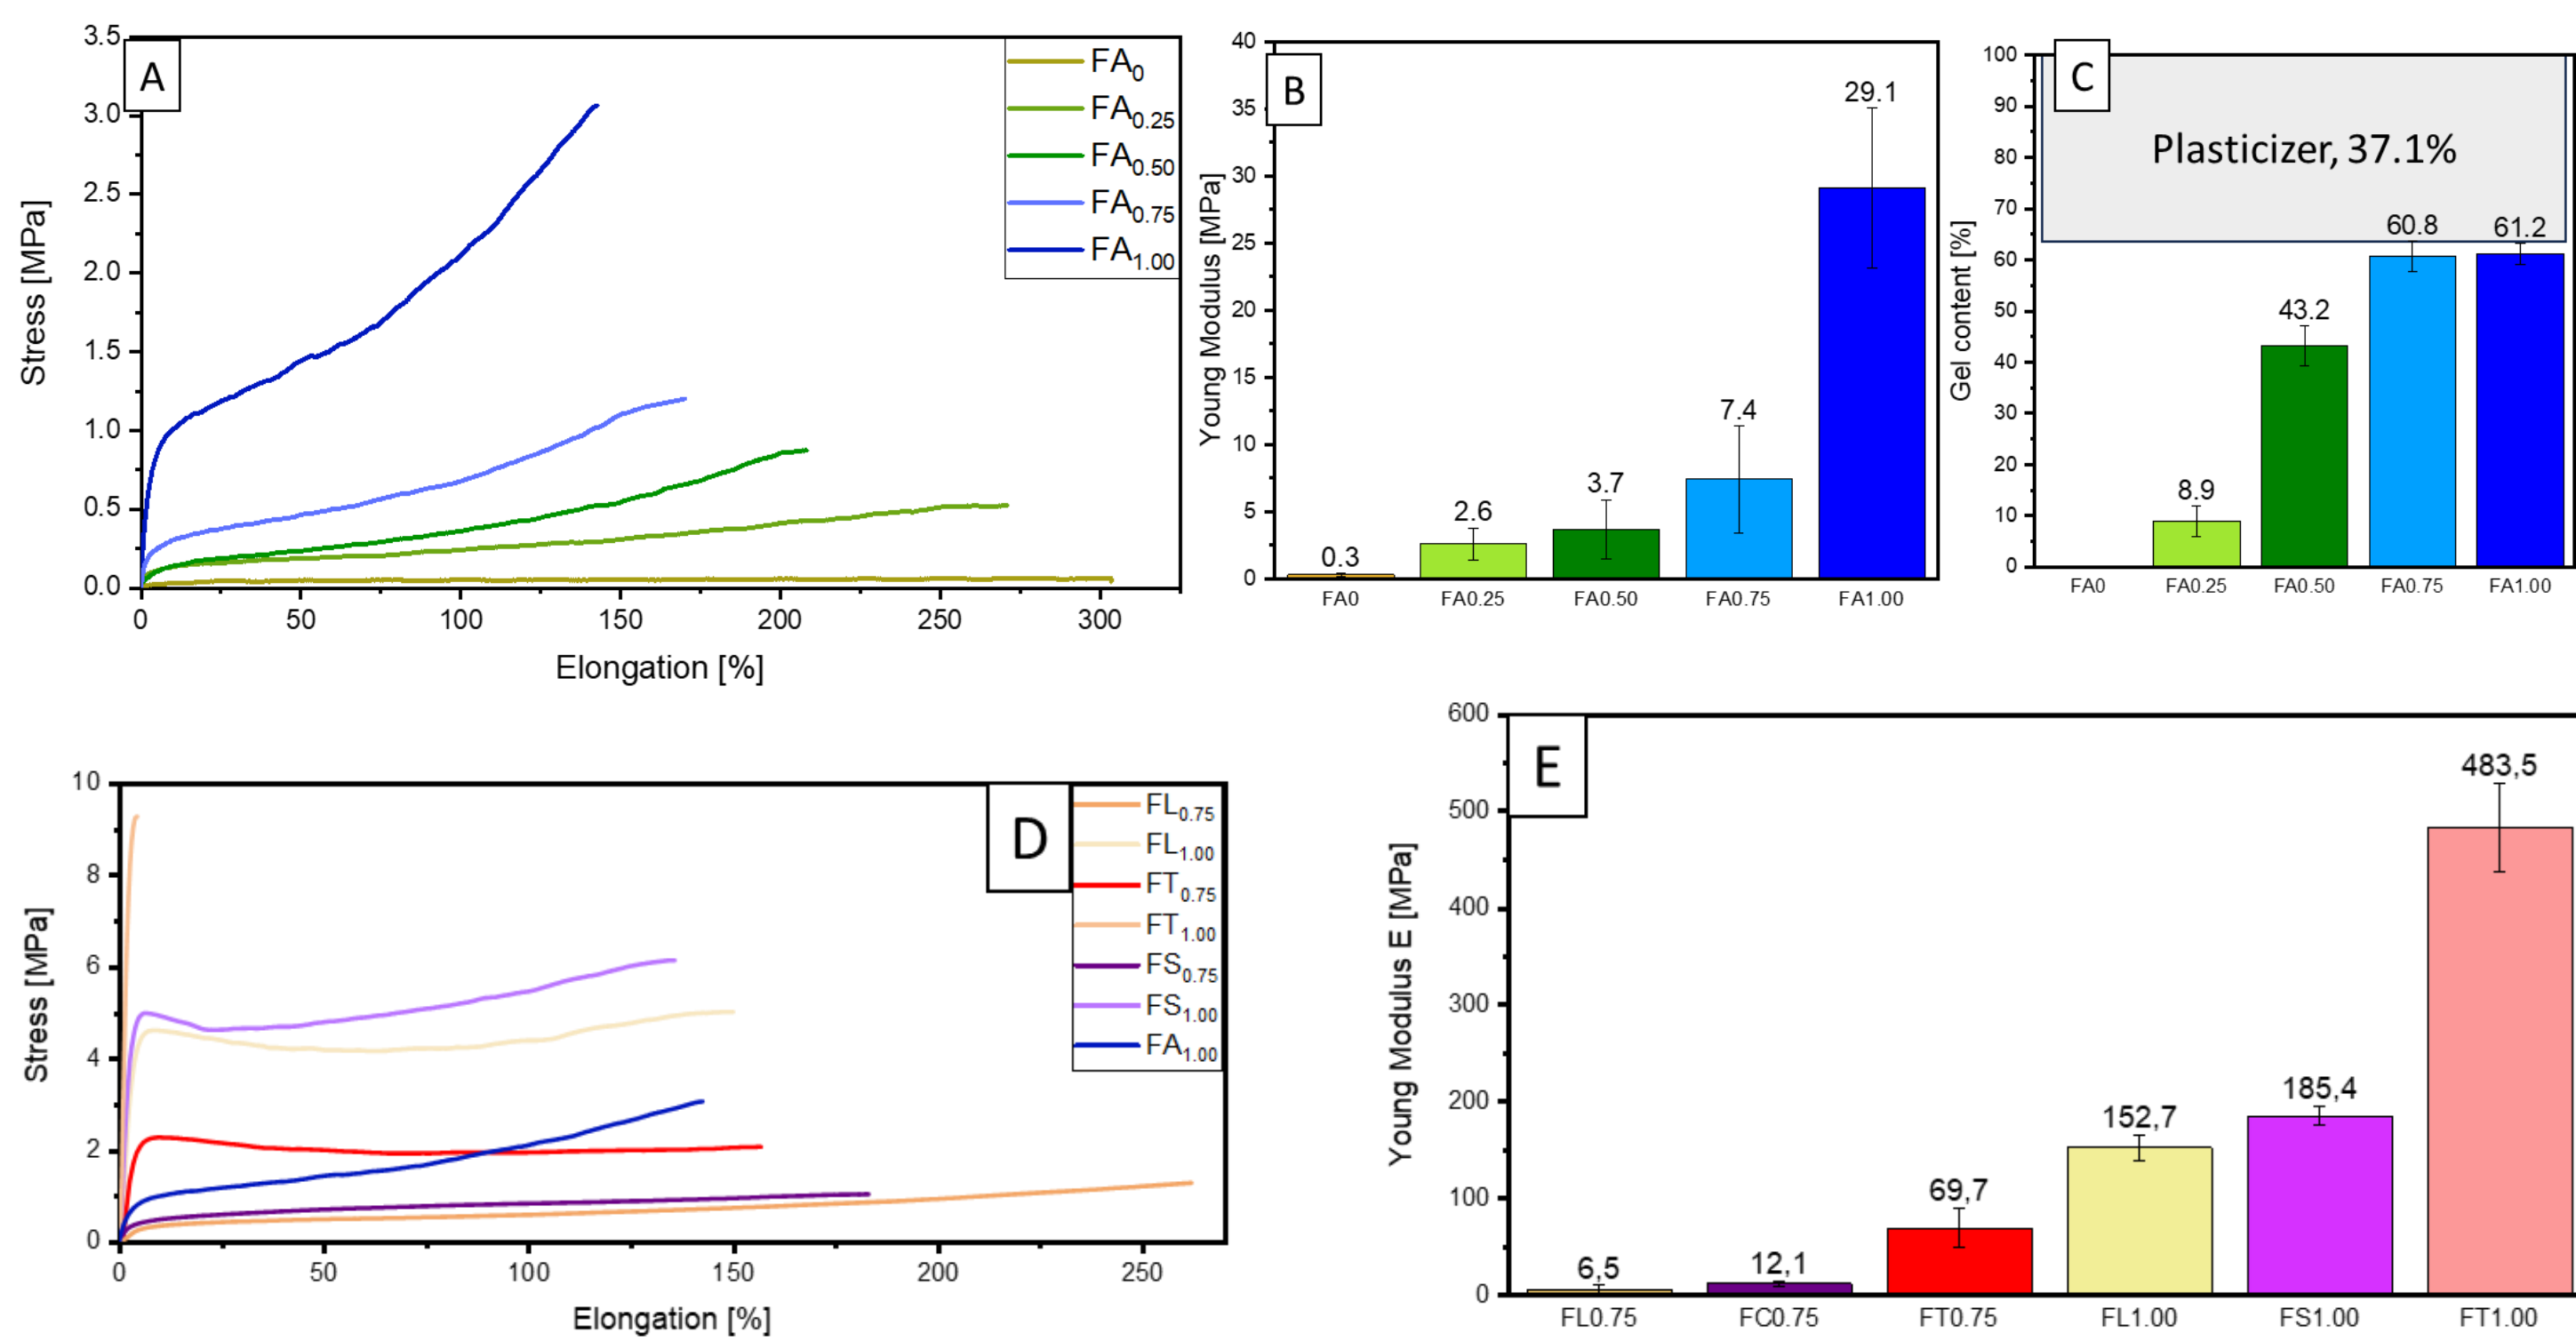 A
3.5
3.0
2.5
2.0
1.5
1.0
0.5
0.0
Stress [MPa]
0 50 100 150 200 250 300
Elongation [%]
FA0
FA0.25
FA0.50
FA0.75
FA1.00
B
40
35
30
25
20
15
10
5
0
Young Modulus [MPa]
0.3
2.6
3.7
7.4
29.1
FA0 FA0.25 FA0.50 FA0.75 FA1.00
C
100
90
80
70
60
50
40
30
20
10
0
Gel content [%]
Plasticizer, 37.1%
8.9
43.2
60.8
61.2
FA0 FA0.25 FA0.50 FA0.75 FA1.00
D
10
8
6
4
2
0
Stress [MPa]
0 50 100 150 200 250
Elongation [%]
FL0.75
FL1.00
FT0.75
FT1.00
FS0.75
FS1.00
FA1.00
E
600
500
400
300
200
100
0
Young Modulus E [MPa]
6,5
12,1
69,7
152,7
185,4
483,5
FL0.75 FC0.75 FT0.75 FL1.00 FS1.00 FT1.00